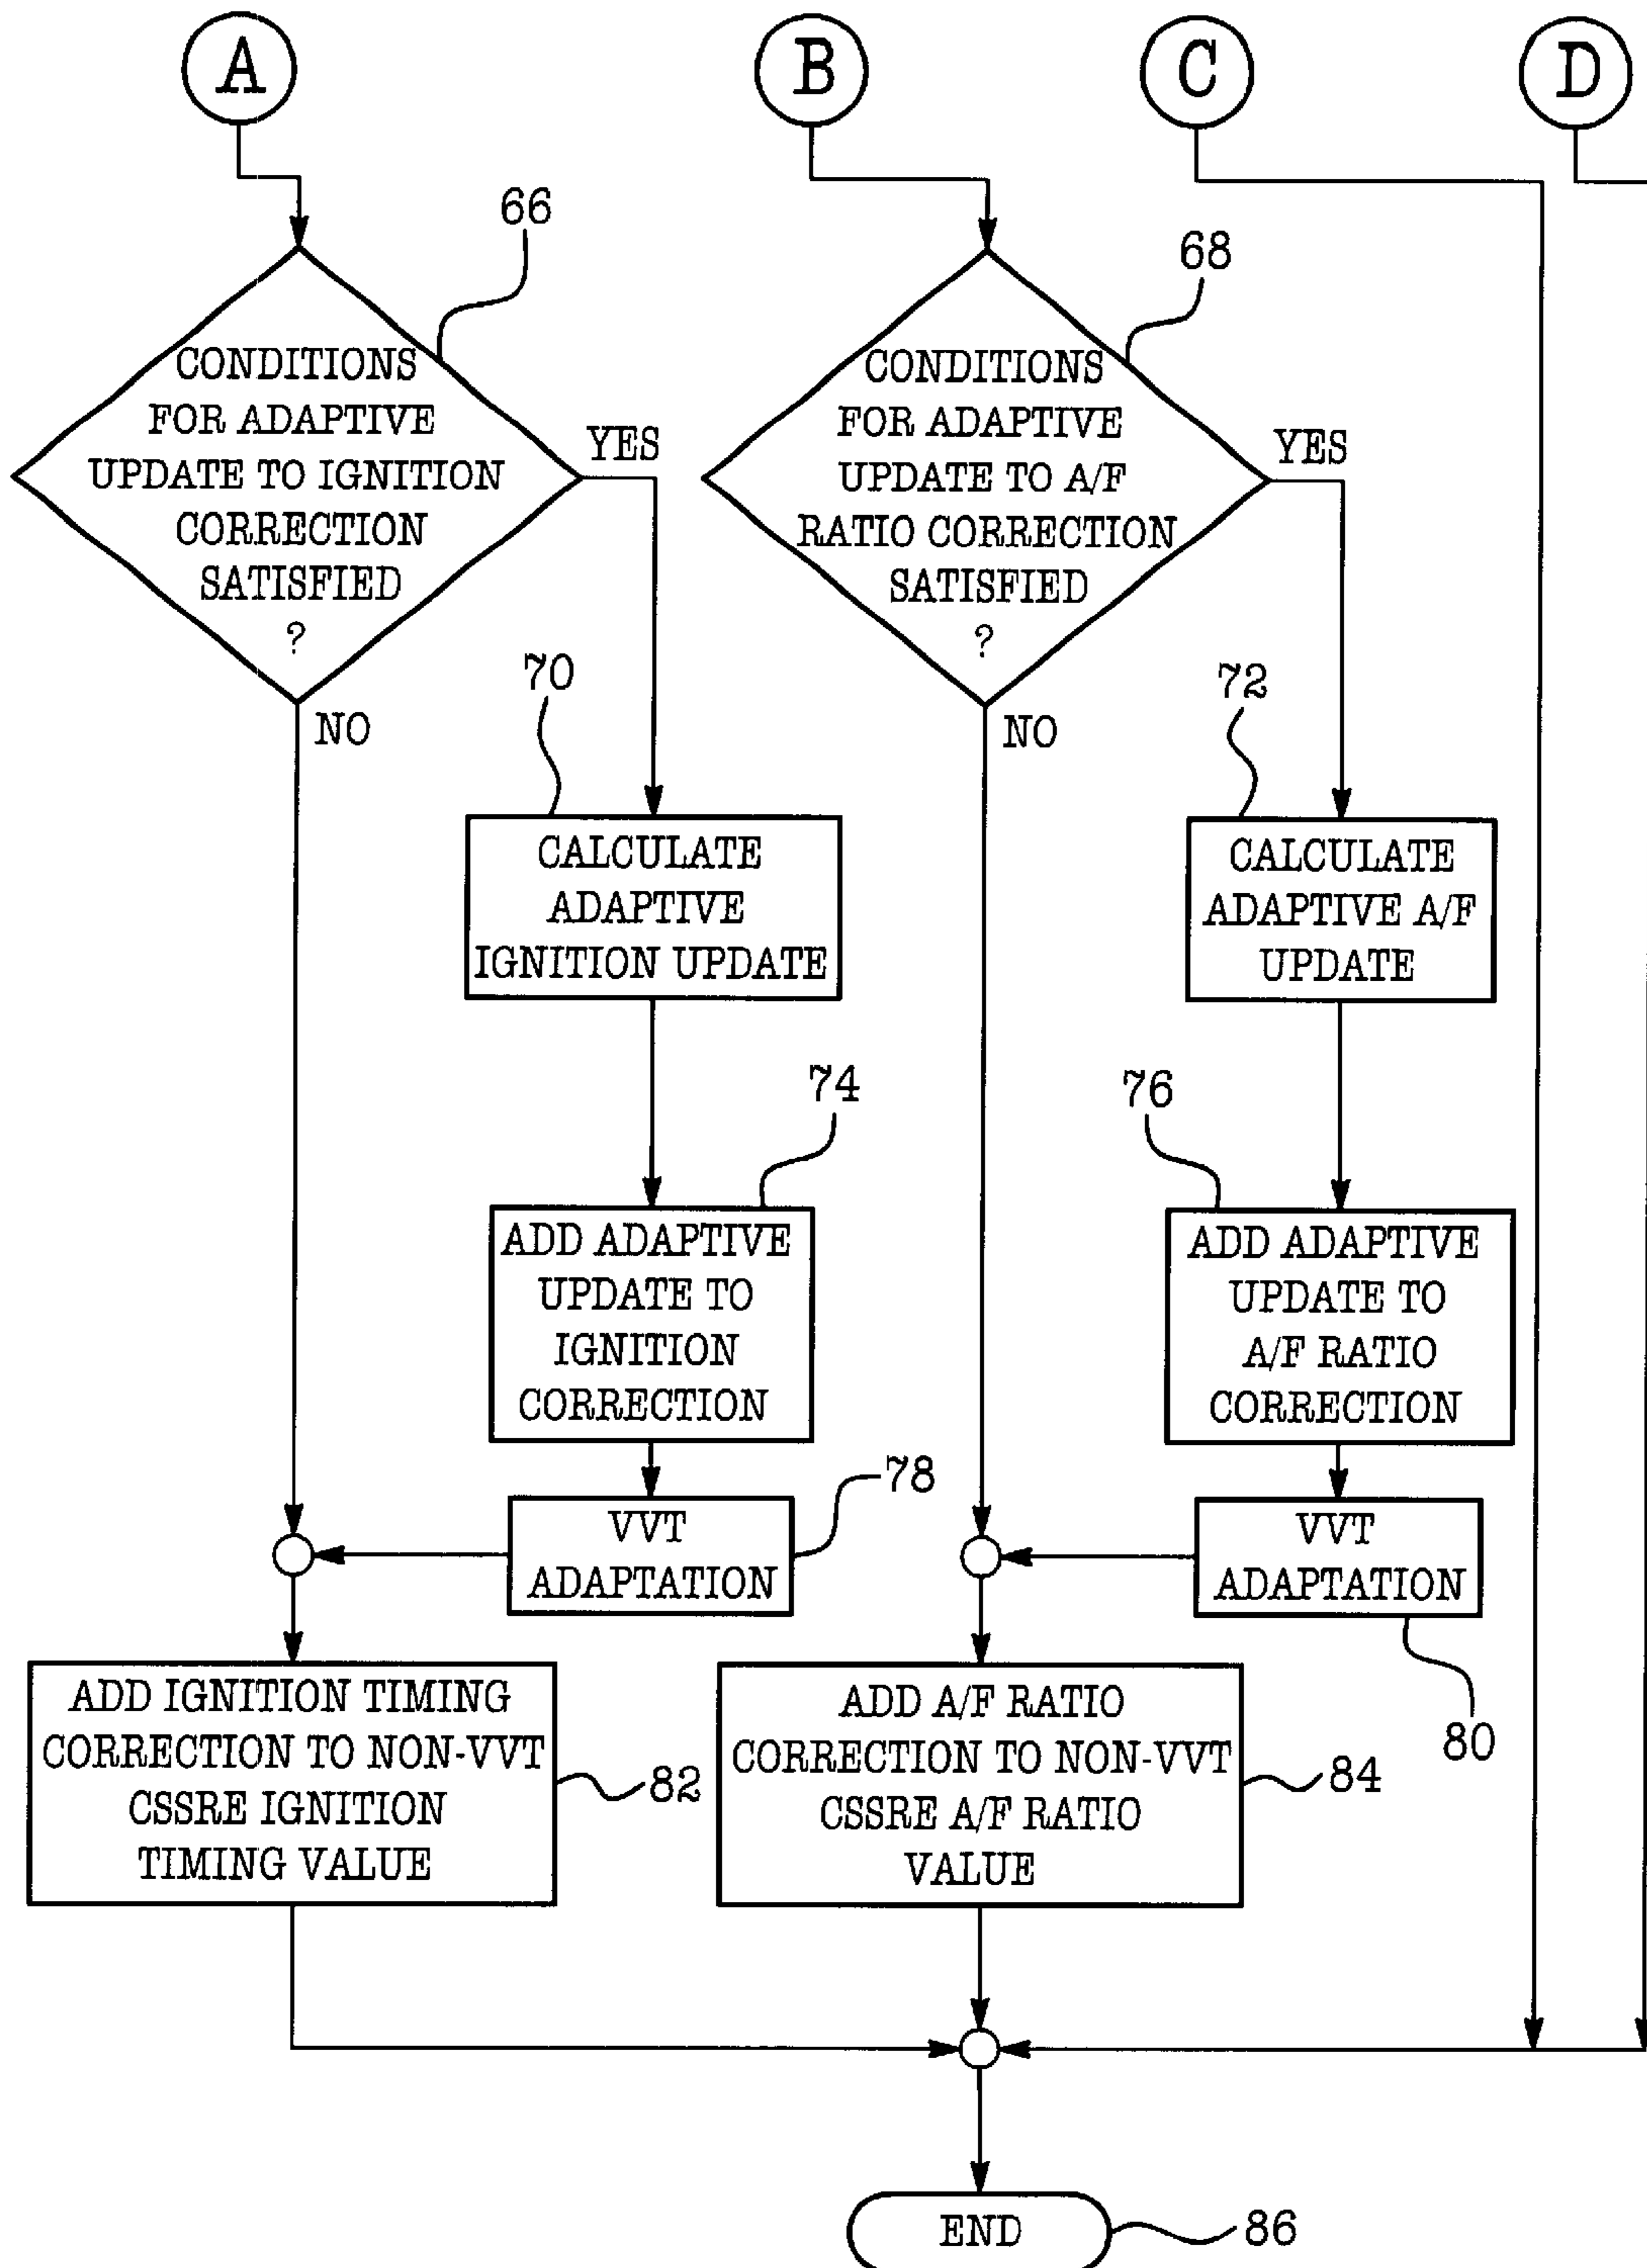 A
B
C
D
66
68
CONDITIONS
FOR ADAPTIVE
UPDATE TO IGNITION
CORRECTION
SATISFIED
?
YES
NO
CONDITIONS
FOR ADAPTIVE
UPDATE TO A/F
RATIO CORRECTION
SATISFIED
?
YES
NO
70
CALCULATE
ADAPTIVE
IGNITION UPDATE
72
CALCULATE
ADAPTIVE A/F
UPDATE
74
ADD ADAPTIVE
UPDATE TO
IGNITION
CORRECTION
76
ADD ADAPTIVE
UPDATE TO
A/F RATIO
CORRECTION
78
VVT
ADAPTATION
VVT
ADAPTATION
80
ADD IGNITION TIMING
CORRECTION TO NON-VVT
CSSRE IGNITION
TIMING VALUE
82
ADD A/F RATIO
CORRECTION TO NON-VVT
CSSRE A/F RATIO
VALUE
84
END
86